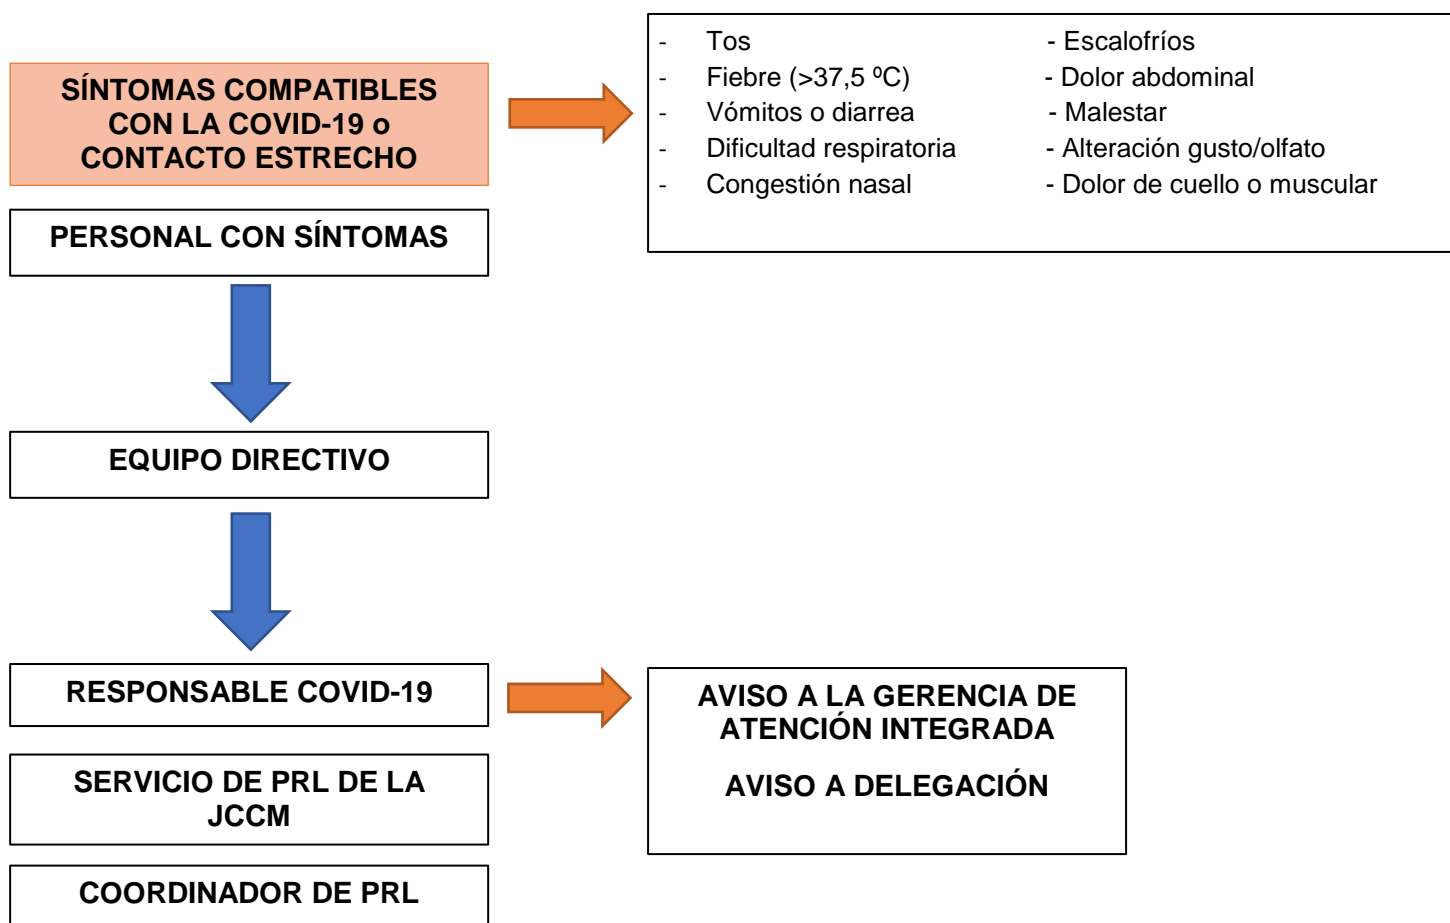 SÍNTOMAS COMPATIBLES
CON LA COVID-19 o
CONTACTO ESTRECHO
- Tos - Escalofríos
- Fiebre (>37,5 ºC) - Dolor abdominal
- Vómitos o diarrea - Malestar
- Dificultad respiratoria - Alteración gusto/olfato
- Congestión nasal - Dolor de cuello o muscular
PERSONAL CON SÍNTOMAS
EQUIPO DIRECTIVO
RESPONSABLE COVID-19
AVISO A LA GERENCIA DE
ATENCIÓN INTEGRADA
AVISO A DELEGACIÓN
SERVICIO DE PRL DE LA
JCCM
COORDINADOR DE PRL